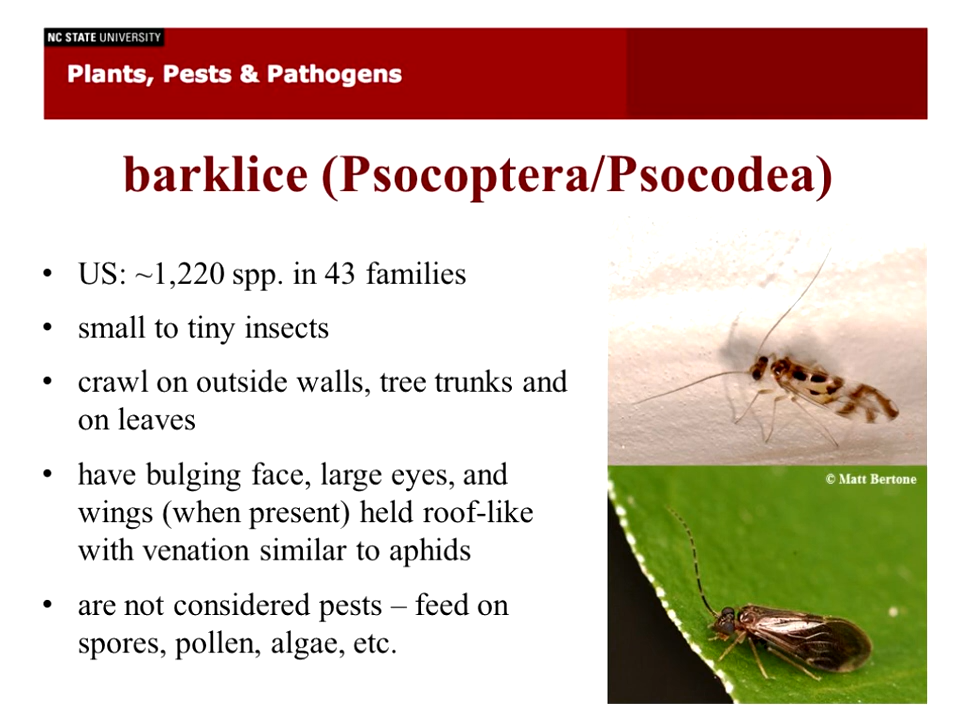 NC STATE UNIVERSITY
Plants, Pests & Pathogens
barklice (Psocoptera/Psocodea)
• US: ~1,220 spp. in 43 families
• small to tiny insects
• crawl on outside walls, tree trunks and
on leaves
• have bulging face, large eyes, and
wings (when present) held roof-like
with venation similar to aphids
• are not considered pests – feed on
spores, pollen, algae, etc.
© Matt Bertone